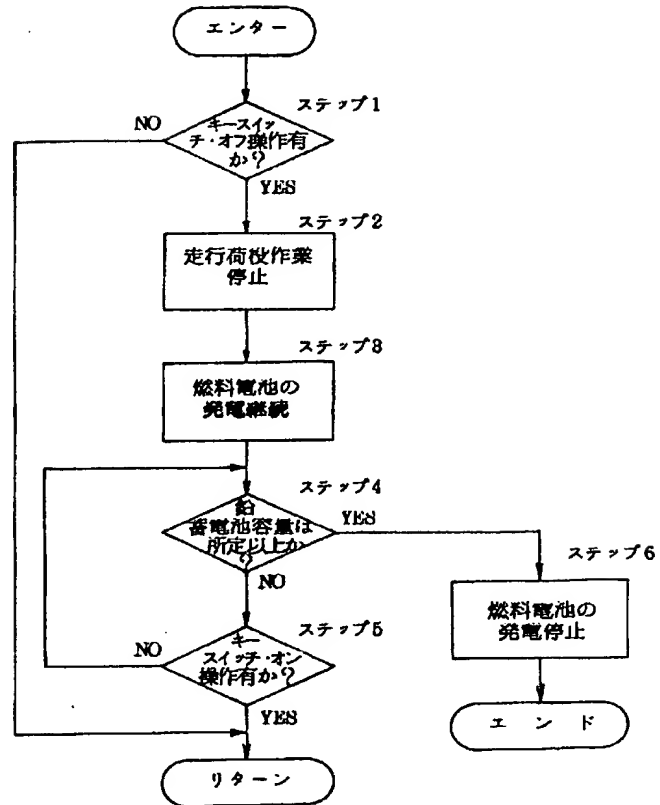 エンター
ステップ1
NO
キースイッ
チ・オフ操作有
か?
YES
ステップ2
走行荷役作業
停止
ステップ3
燃料電池の
発電継続
ステップ4
鉛
蓄電池容量は
所定以上か
?
YES
NO
ステップ6
燃料電池の
発電停止
ステップ5
NO
キー
スイッチ・オン
操作有か?
YES
エンド
リターン